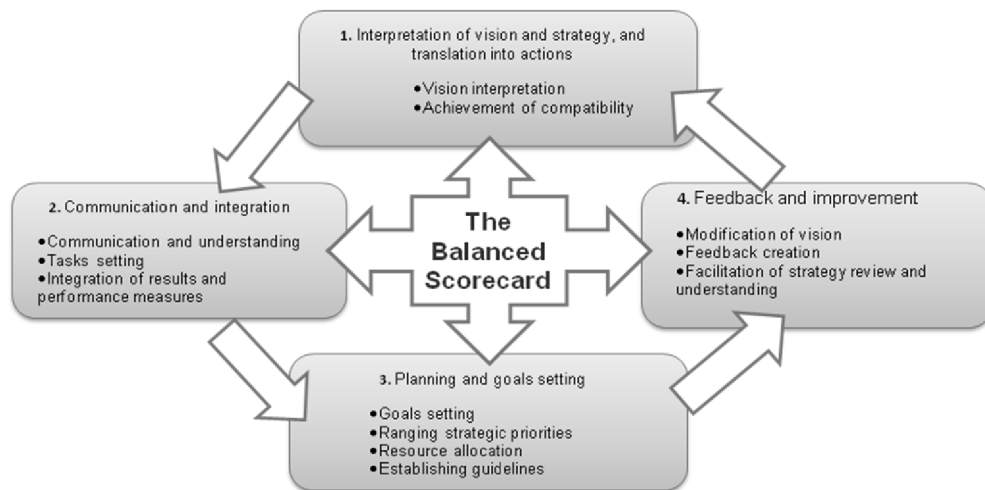 1. Interpretation of vision and strategy, and
translation into actions
•Vision interpretation
•Achievement of compatibility
2. Communication and integration
•Communication and understanding
•Tasks setting
•Integration of results and
performance measures
The
Balanced
Scorecard
4. Feedback and improvement
•Modification of vision
•Feedback creation
•Facilitation of strategy review and
understanding
3. Planning and goals setting
•Goals setting
•Ranging strategic priorities
•Resource allocation
•Establishing guidelines